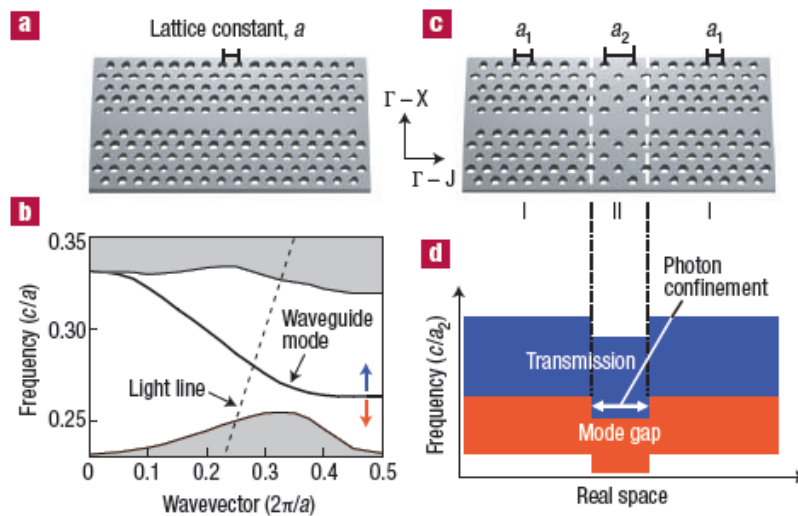 a
Lattice constant, a
c
a₁
a₂
a₁
Γ – X
Γ – J
I
II
I
b
0.35
0.30
0.25
Frequency (c/a)
Waveguide
mode
Light line
0
0.1
0.2
0.3
0.4
0.5
Wavevector (2π/a)
d
Photon
confinement
Transmission
Mode gap
Frequency (c/a₂)
Real space